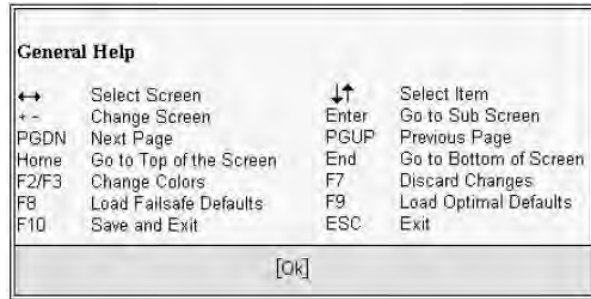 General Help
↔ Select Screen ↓↑ Select Item
+ - Change Screen Enter Go to Sub Screen
PGDN Next Page PGUP Previous Page
Home Go to Top of the Screen End Go to Bottom of Screen
F2/F3 Change Colors F7 Discard Changes
F8 Load Failsafe Defaults F9 Load Optimal Defaults
F10 Save and Exit ESC Exit
[Ok]